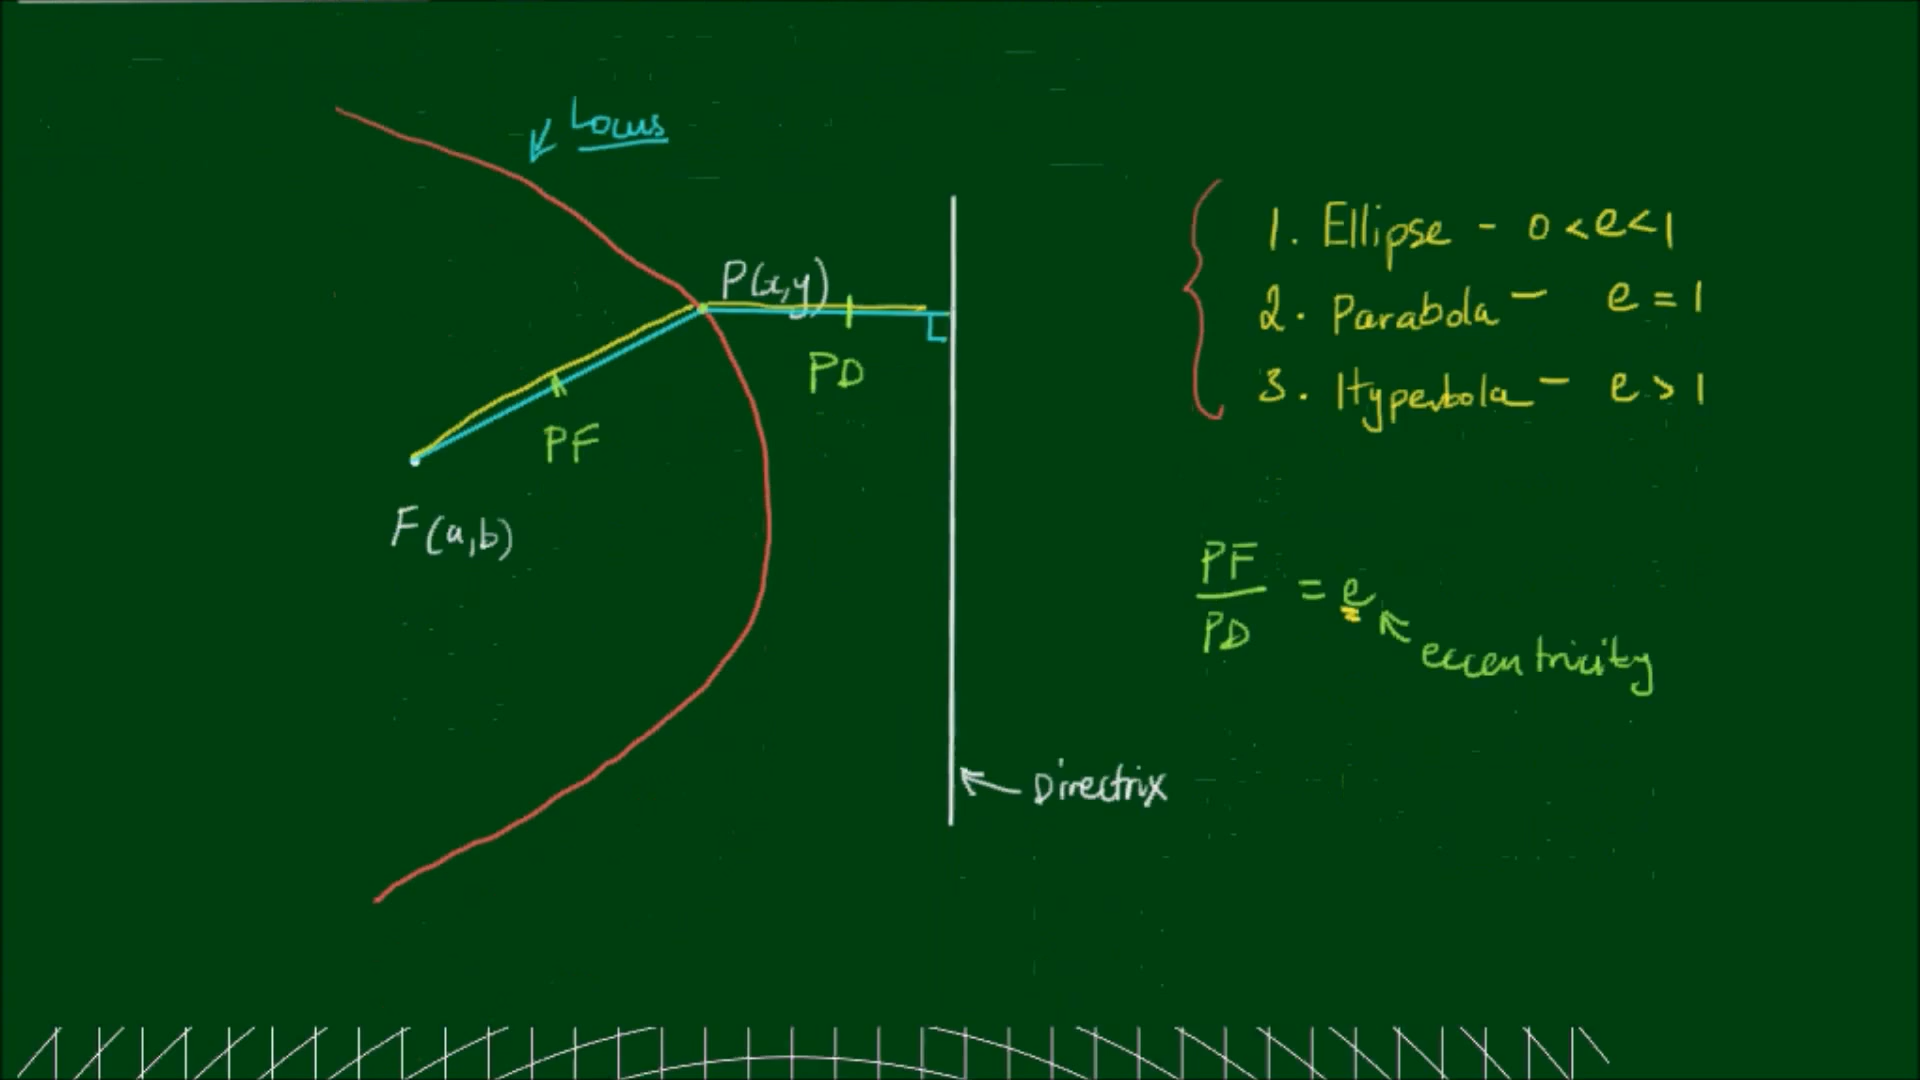 Locus
P(x,y)
PD
PF
F(a,b)
Directrix
1. Ellipse - 0 < e < 1
2. Parabola - e = 1
3. Hyperbola - e > 1
PF
PD
= e
eccentricity